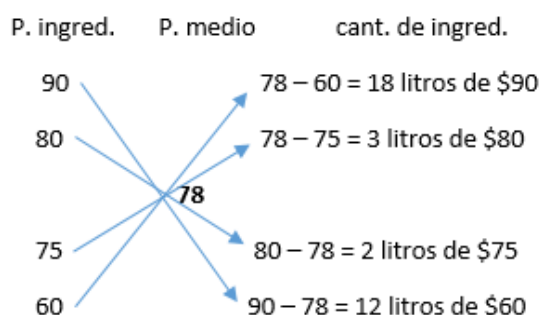 P. ingred. P. medio cant. de ingred.
90 78 – 60 = 18 litros de $90
80 78 – 75 = 3 litros de $80
78
75 80 – 78 = 2 litros de $75
60 90 – 78 = 12 litros de $60